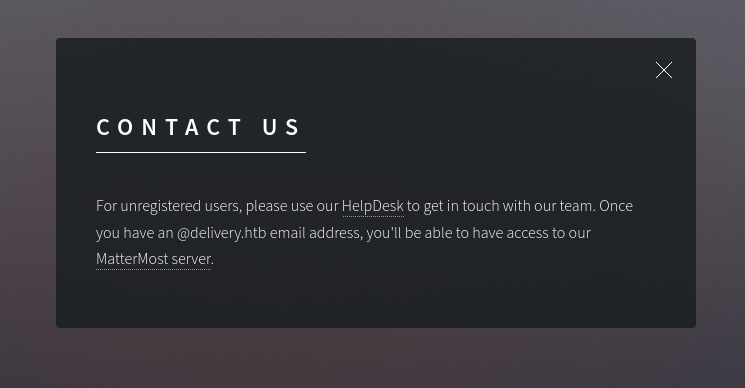 CONTACT US
For unregistered users, please use our HelpDesk to get in touch with our team. Once
you have an @delivery.htb email address, you'll be able to have access to our
MatterMost server.